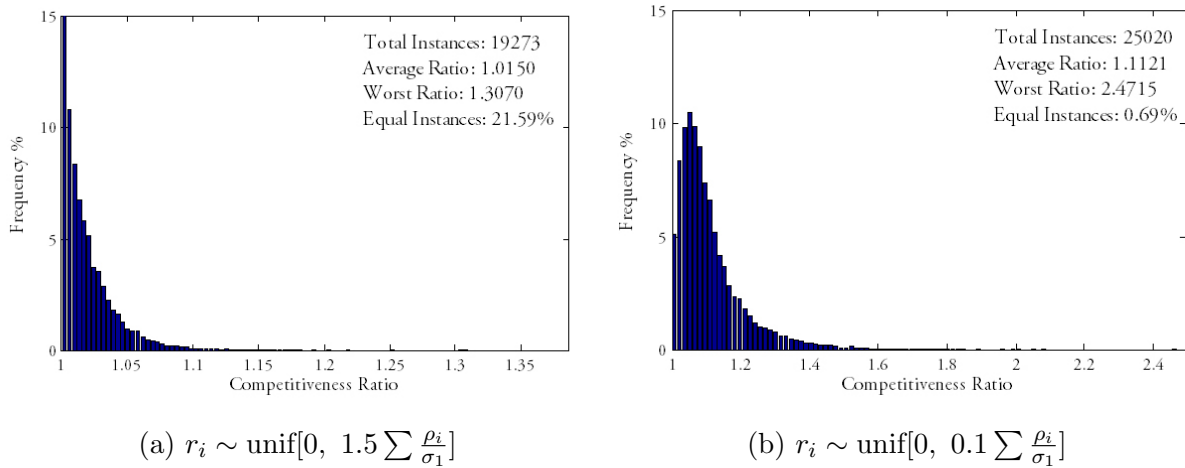 15
10
5
0
Frequency %
Total Instances: 19273
Average Ratio: 1.0150
Worst Ratio: 1.3070
Equal Instances: 21.59%
1 1.05 1.1 1.15 1.2 1.25 1.3 1.35
Competitiveness Ratio
(a) r_i ∼ unif[0, 1.5 ∑ ρ_i/σ_1]
15
10
5
0
Frequency %
Total Instances: 25020
Average Ratio: 1.1121
Worst Ratio: 2.4715
Equal Instances: 0.69%
1 1.2 1.4 1.6 1.8 2 2.2 2.4
Competitiveness Ratio
(b) r_i ∼ unif[0, 0.1 ∑ ρ_i/σ_1]